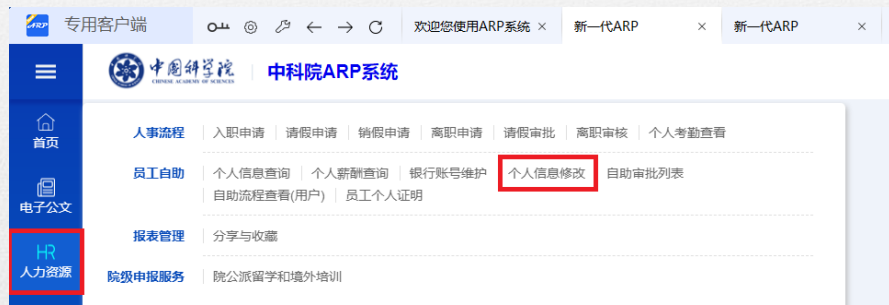 ARP 专用客户端 欢迎您使用ARP系统 × 新一代ARP × 新一代ARP ×
中国科学院 中科院ARP系统
CHINESE ACADEMY OF SCIENCES
首页
电子公文
HR
人力资源
人事流程 入职申请 请假申请 销假申请 离职申请 请假审批 离职审核 个人考勤查看
员工自助 个人信息查询 个人薪酬查询 银行账号维护 个人信息修改 自助审批列表
自助流程查看(用户) 员工个人证明
报表管理 分享与收藏
院级申报服务 院公派留学和境外培训